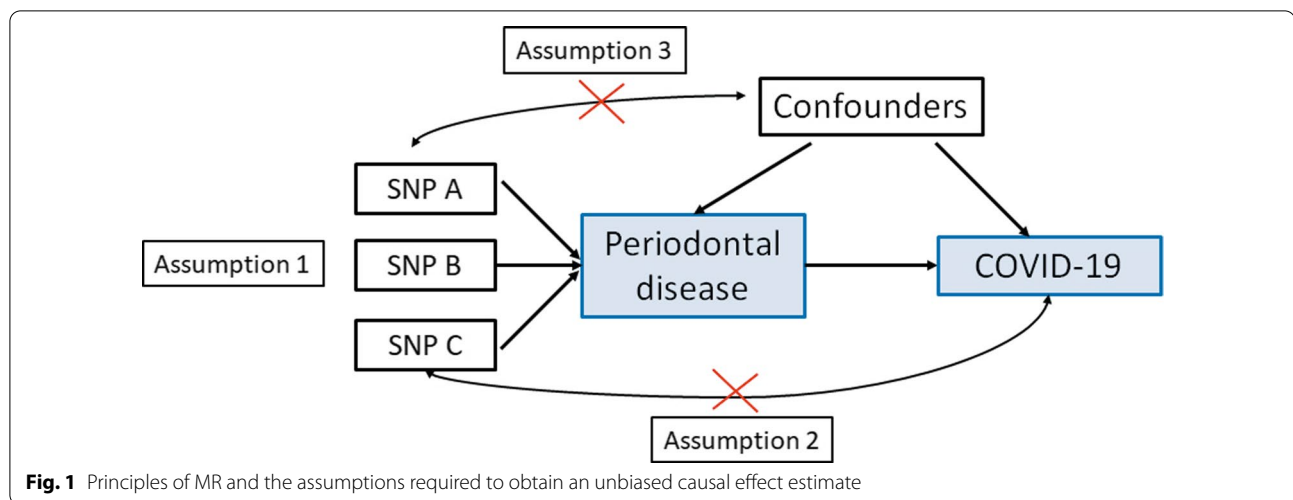 Assumption 3
Confounders
SNP A
Assumption 1
SNP B
SNP C
Periodontal
disease
COVID-19
Assumption 2
Fig. 1 Principles of MR and the assumptions required to obtain an unbiased causal effect estimate